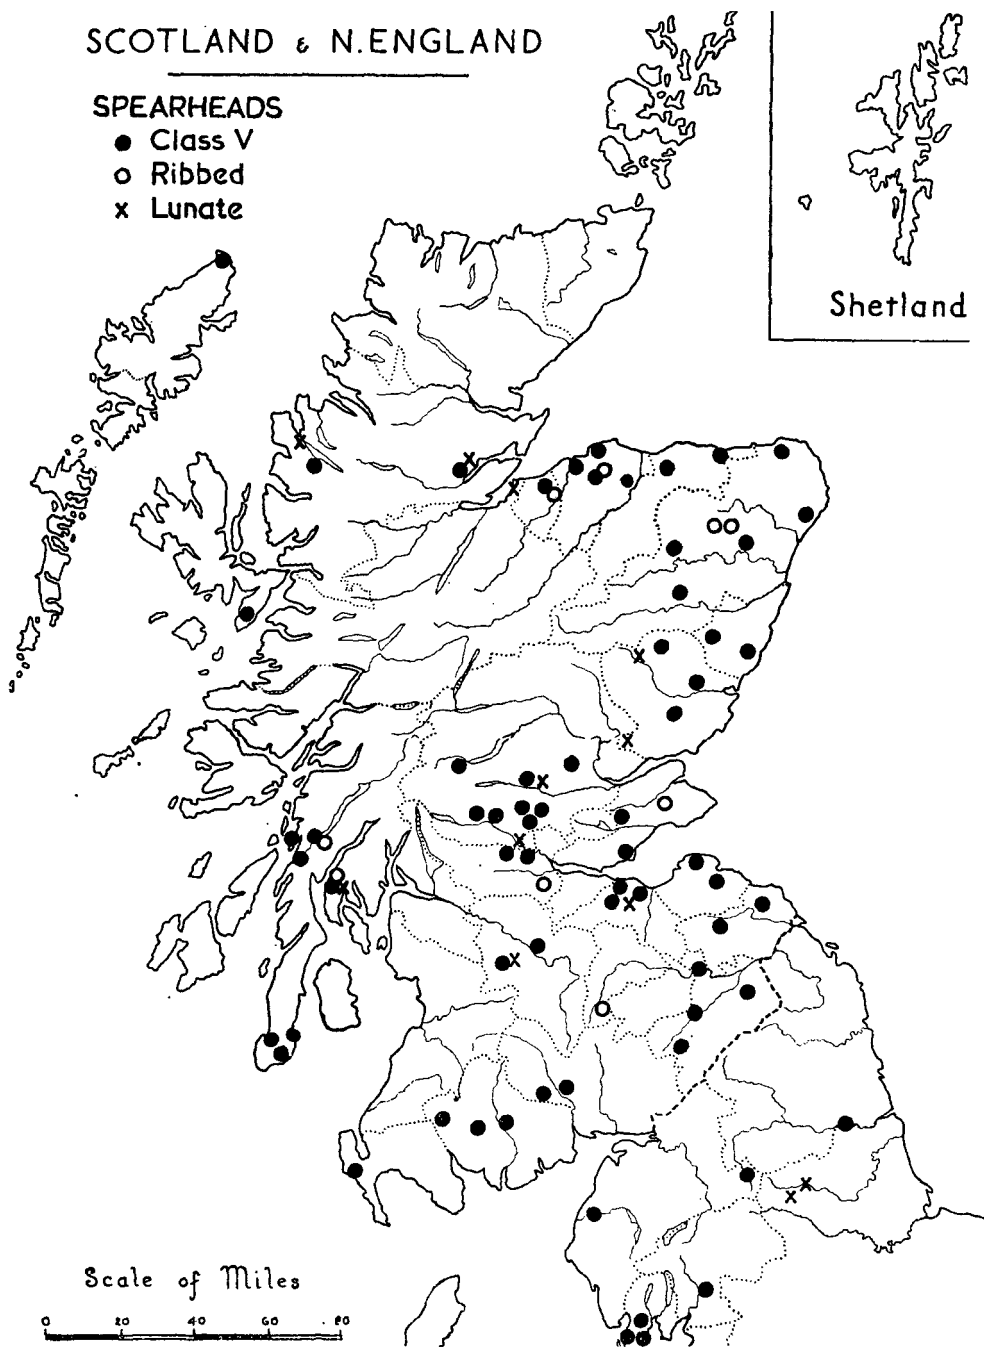 SCOTLAND & N.ENGLAND
SPEARHEADS
Class V
Ribbed
x Lunate
Shetland
Scale of Miles
0 20 40 60 80